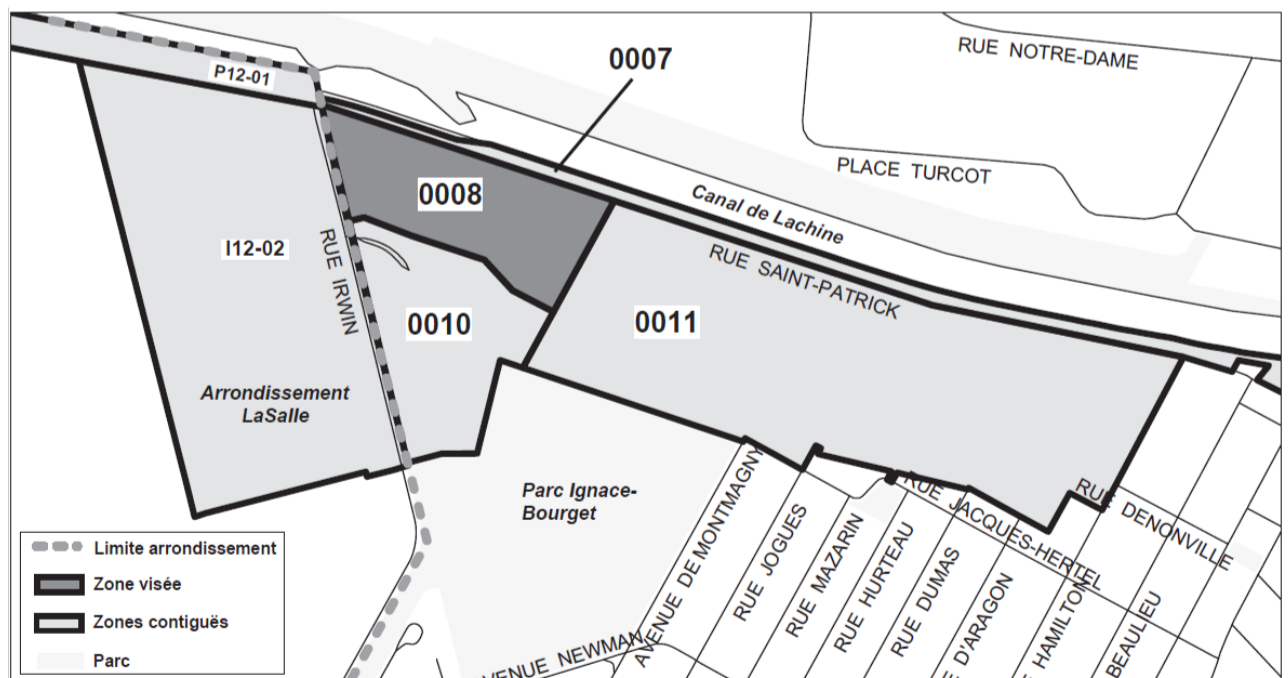 RUE NOTRE-DAME
0007
P12-01
PLACE TURCOT
0008
Canal de Lachine
RUE SAINT-PATRICK
I12-02
RUE IRWIN
0010
0011
Arrondissement
LaSalle
Parc Ignace-
Bourget
AVENUE DE MONTMAGNY
RUE JOGUES
RUE MAZARIN
RUE HURTEAU
RUE DUMAS
RUE JACQUES-HERTEL
RUE DENONVILLE
E D'ARAGON
E HAMILTON
BEAULIEU
VENUE NEWMAN
Limite arrondissement
Zone visée
Zones contiguës
Parc